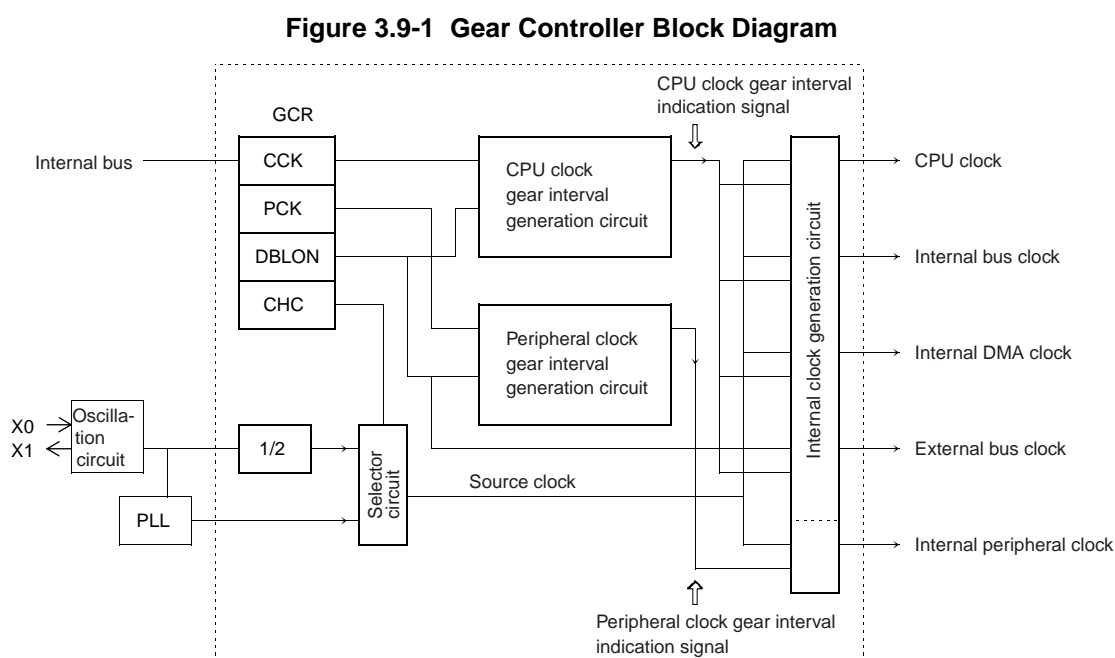 Figure 3.9-1 Gear Controller Block Diagram
CPU clock gear interval
indication signal
GCR
Internal bus
CCK
PCK
DBLON
CHC
CPU clock
gear interval
generation circuit
Peripheral clock
gear interval
generation circuit
Internal clock generation circuit
CPU clock
Internal bus clock
Internal DMA clock
External bus clock
Internal peripheral clock
X0
X1
Oscilla-
tion
circuit
1/2
PLL
Selector
circuit
Source clock
Peripheral clock gear interval
indication signal